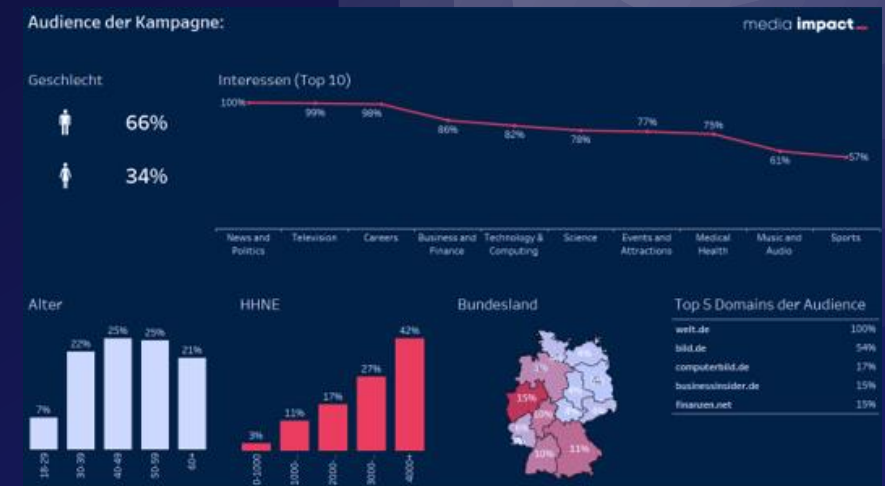 Audience der Kampagne:
media impact
Geschlecht
66%
34%
Interessen (Top 10)
100%
99%
98%
86%
82%
78%
77%
75%
61%
57%
News and Politics
Television
Careers
Business and Finance
Technology & Computing
Science
Events and Attractions
Medical Health
Music and Audio
Sports
Alter
7%
22%
25%
25%
21%
18-29
30-39
40-49
50-59
60+
HHNE
3%
11%
17%
27%
42%
0-1000
1000-..
2000-..
3000-..
4000+
Bundesland
15%
10%
10%
11%
Top 5 Domains der Audience
welt.de 100%
bild.de 54%
computerbild.de 17%
businessinsider.de 15%
finanzen.net 15%